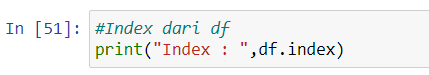 In [51]: #Index dari df
print("Index : ",df.index)